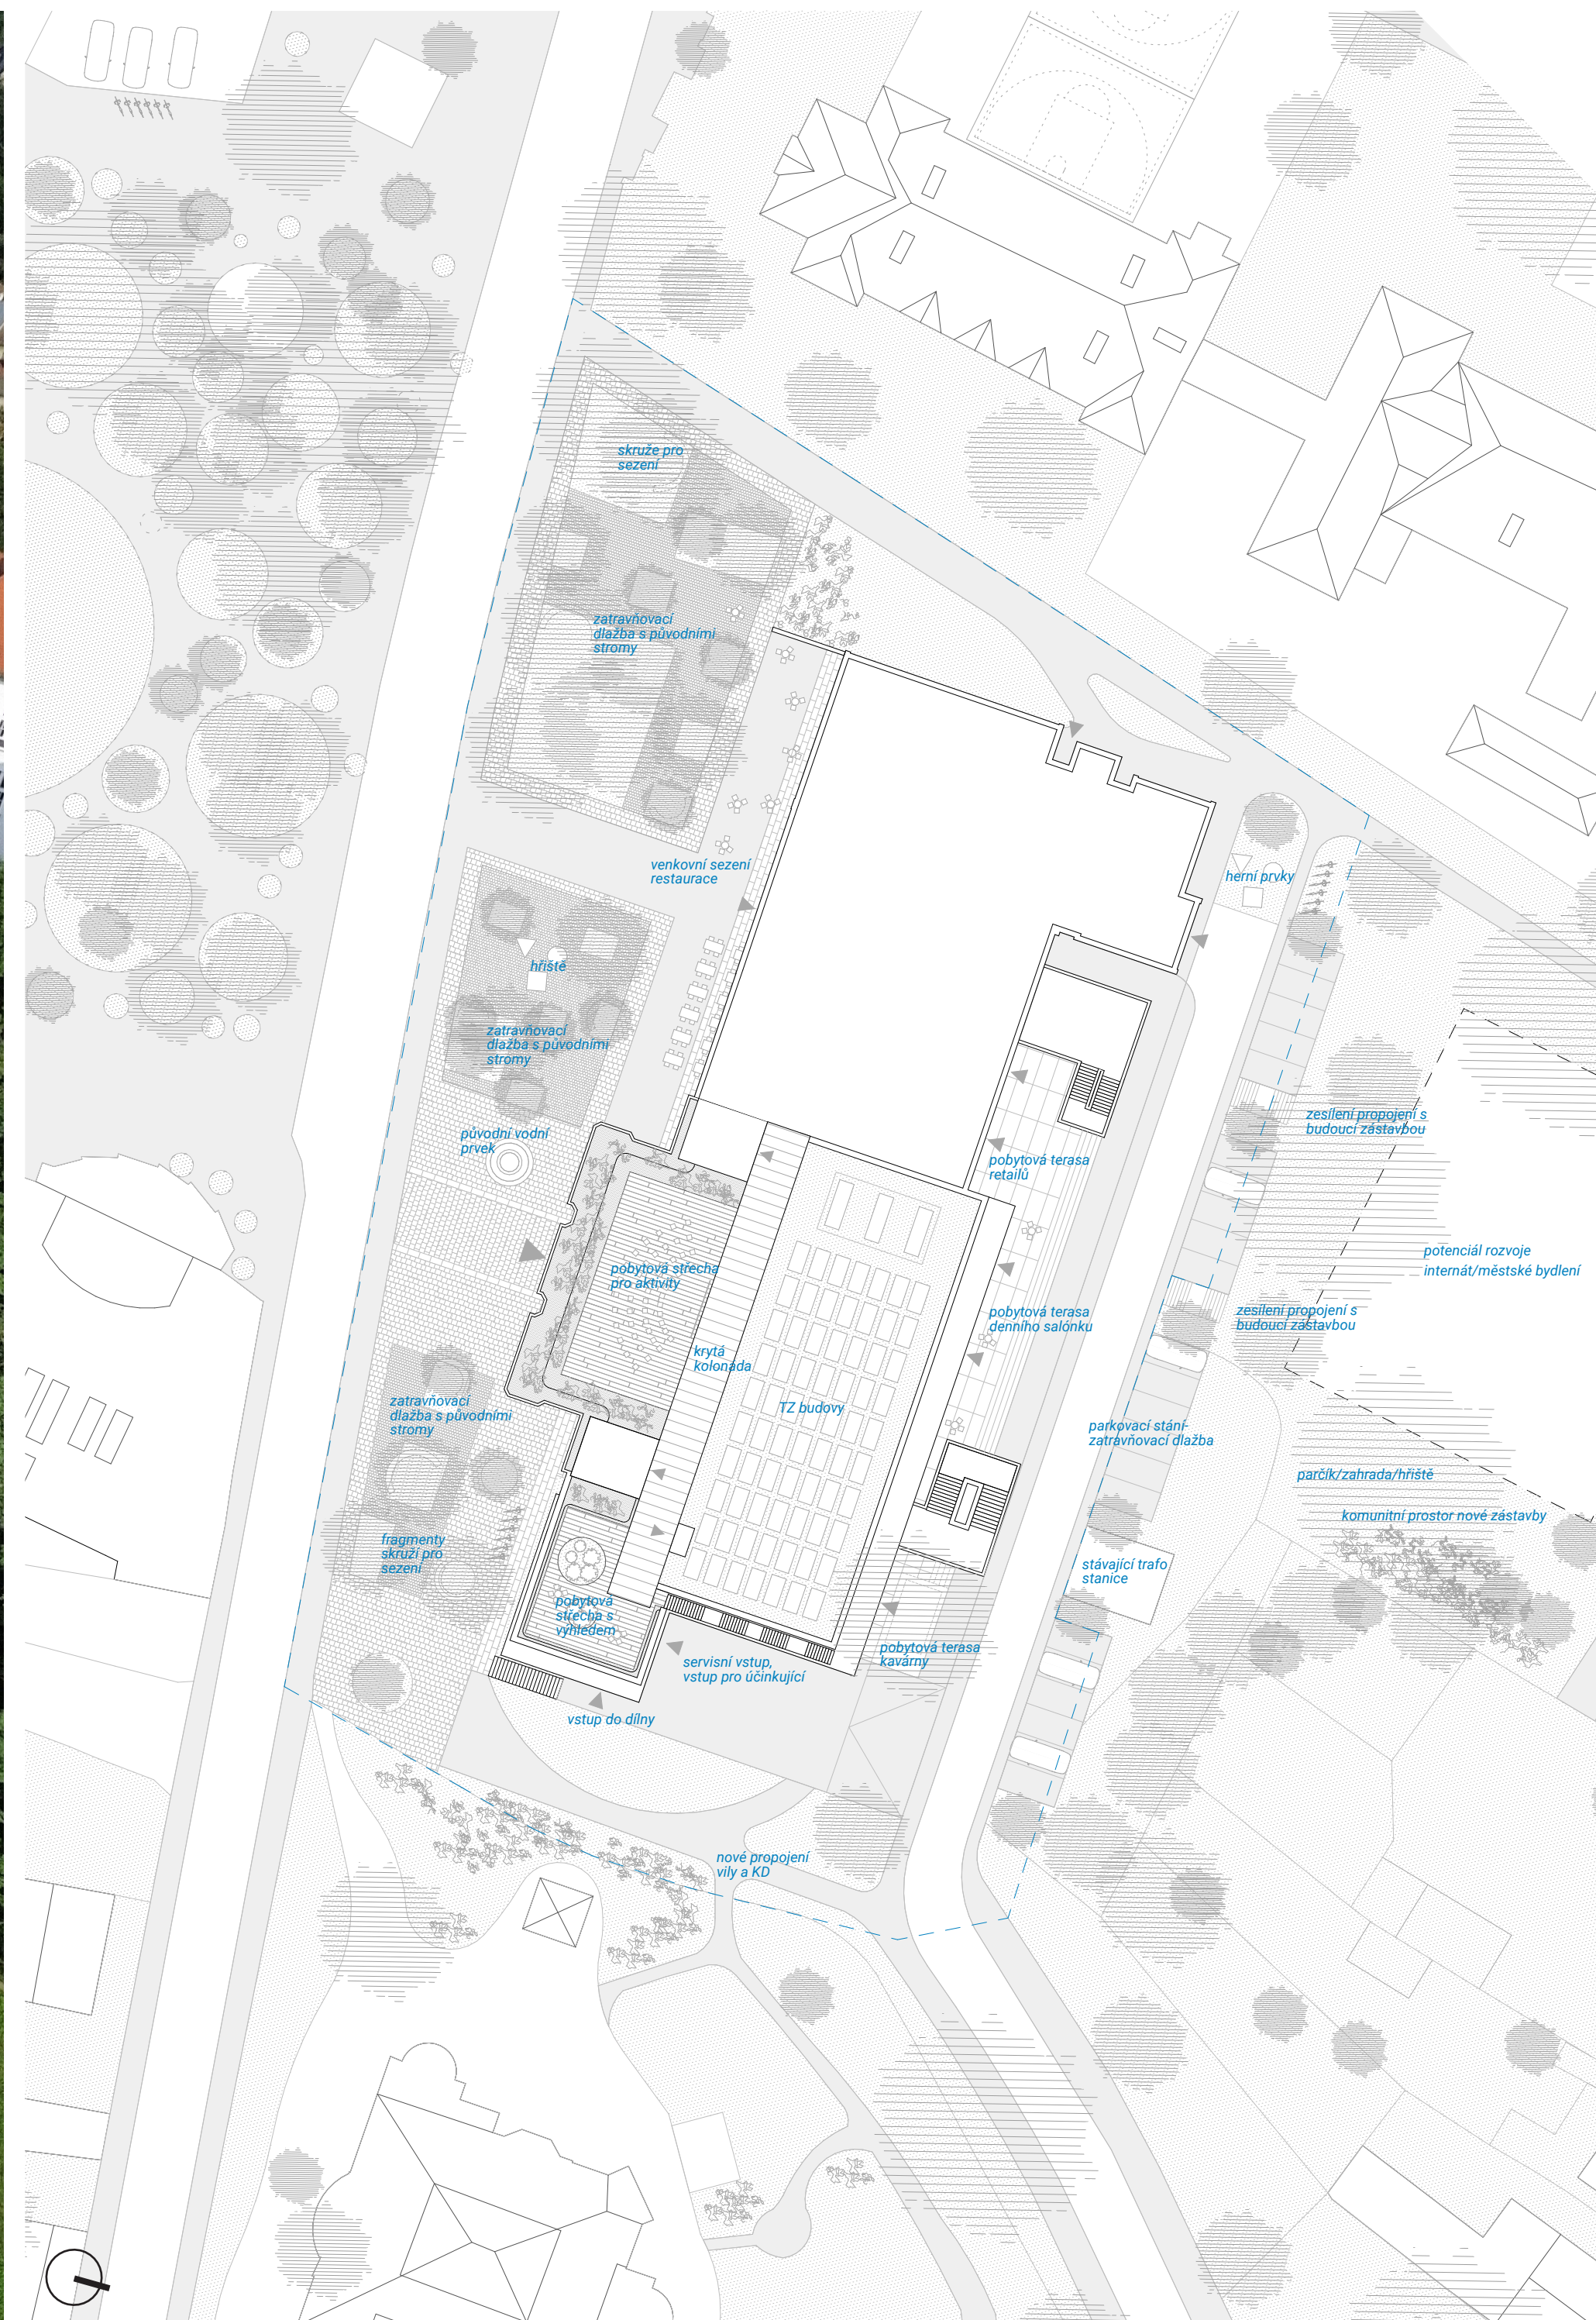 skruže pro
sezení
zatravňovací
dlažba s původními
stromy
venkovní sezení
restaurace
herní prvky
hřiště
zatravňovací
dlažba s původními
stromy
zesílení propojení s
budoucí zástavbou
původní vodní
prvek
pobytová terasa
retailů
potenciál rozvoje
internát/městské bydlení
pobytová střecha
pro aktivity
pobytová terasa
denního salónku
zesílení propojení s
budoucí zástavbou
krytá
kolonáda
zatravňovací
dlažba s původními
stromy
TZ budovy
parkovací stání-
zatravňovací dlažba
parčík/zahrada/hřiště
komunitní prostor nové zástavby
fragmenty
skruží pro
sezení
stávající trafo
stanice
pobytová
střecha s
výhledem
pobytová terasa
kavárny
servisní vstup,
vstup pro účinkující
vstup do dílny
nové propojení
vily a KD